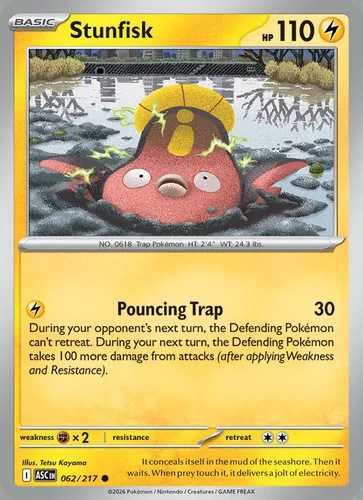 BASIC
Stunfisk
HP 110
NO. 0618 Trap Pokémon HT: 2'4" WT: 24.3 lbs.
Pouncing Trap 30
During your opponent's next turn, the Defending Pokémon
can't retreat. During your next turn, the Defending Pokémon
takes 100 more damage from attacks (after applying Weakness
and Resistance).
weakness ×2 resistance retreat
Illus. Tetsu Kayama
I ASC EN 062/217
It conceals itself in the mud of the seashore. Then it
waits. When prey touch it, it delivers a jolt of electricity.
©2026 Pokémon / Nintendo / Creatures / GAME FREAK